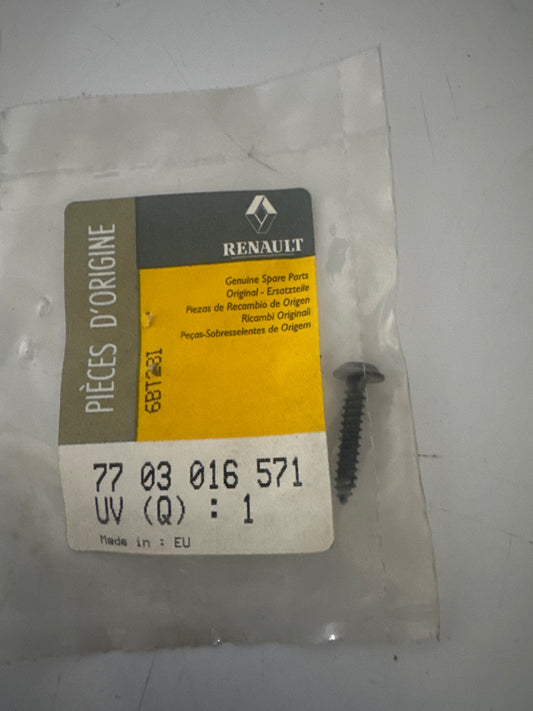 PIÈCES D'ORIGINE
RENAULT
Genuine Spare Parts
Original - Ersatzteile
Piezas de Recambio de Origen
Ricambi Originali
Peças-Sobresselentes de Origem
6BT281
77 03 016 571
UV (Q) : 1
Made in : EU